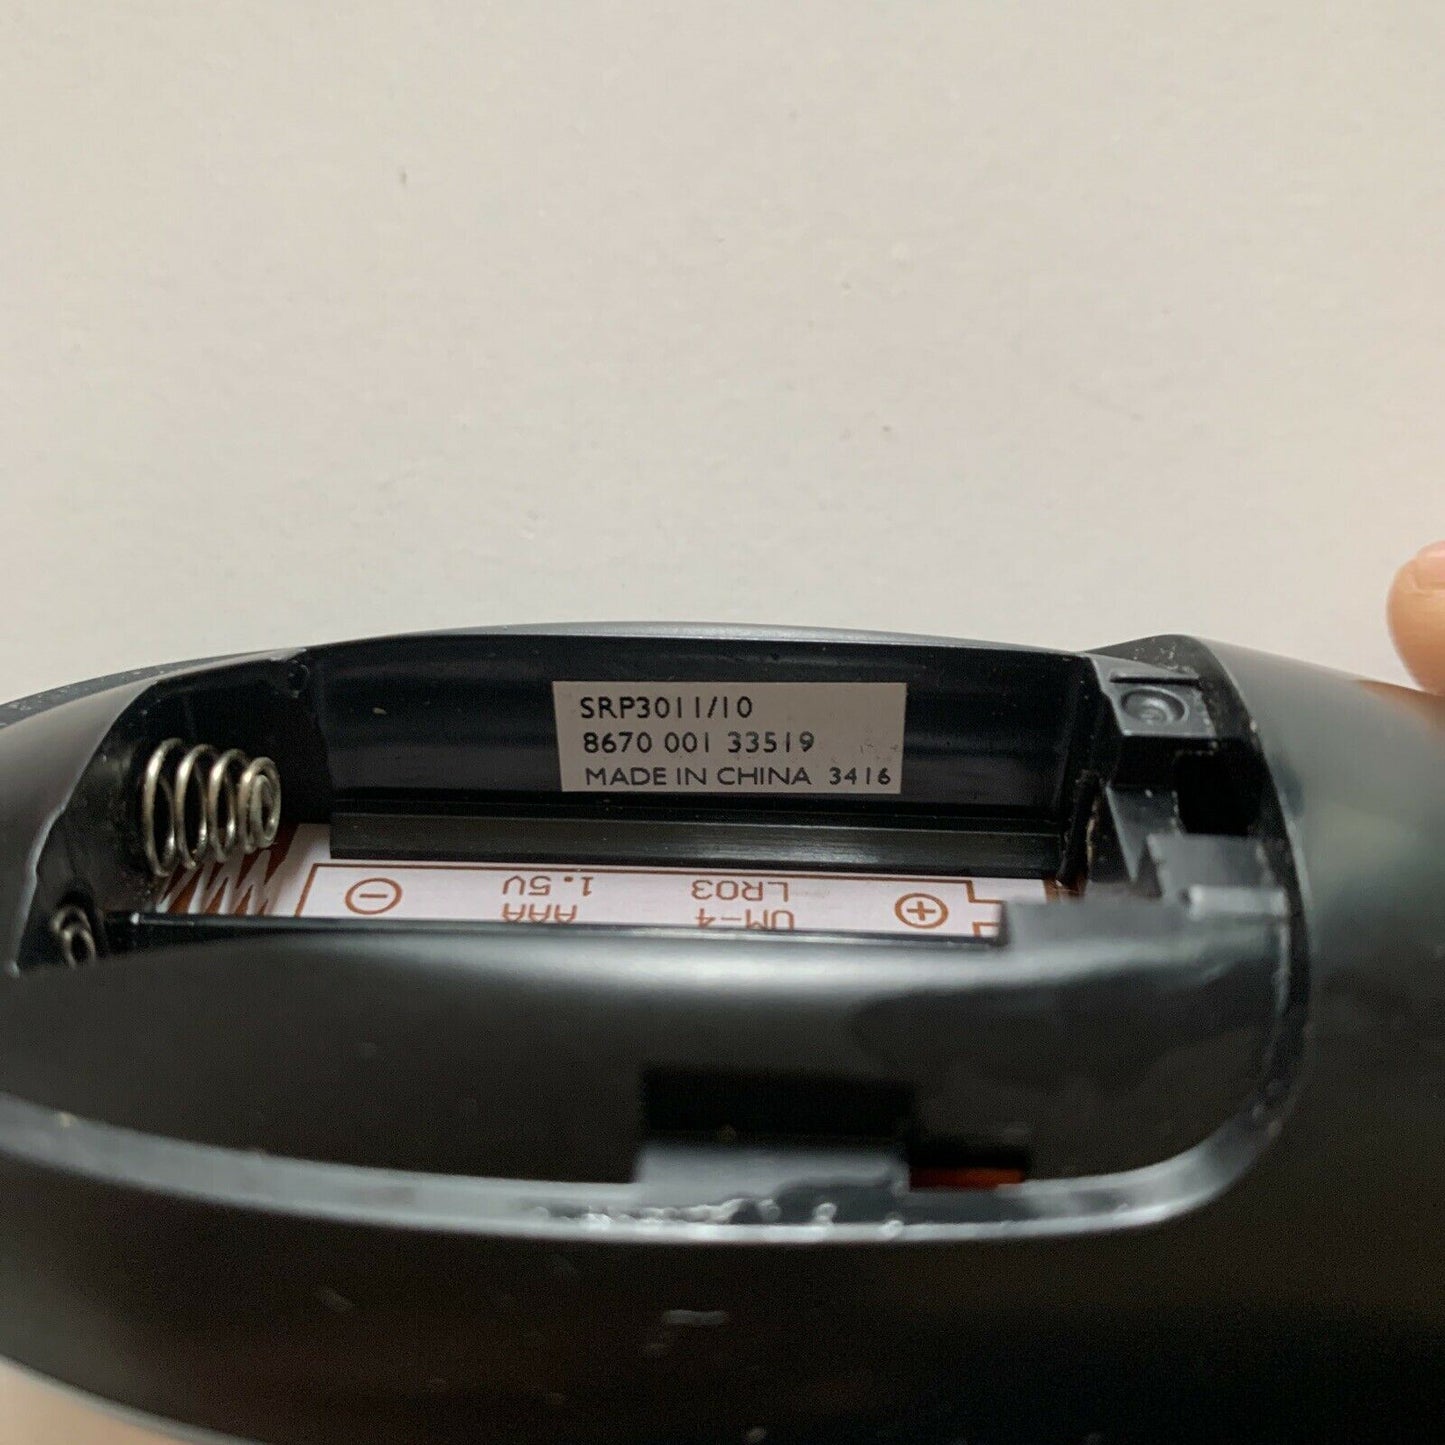 SRP3011/10
8670 001 33519
MADE IN CHINA 3416
UM-4 AAA
LR03 1.5V